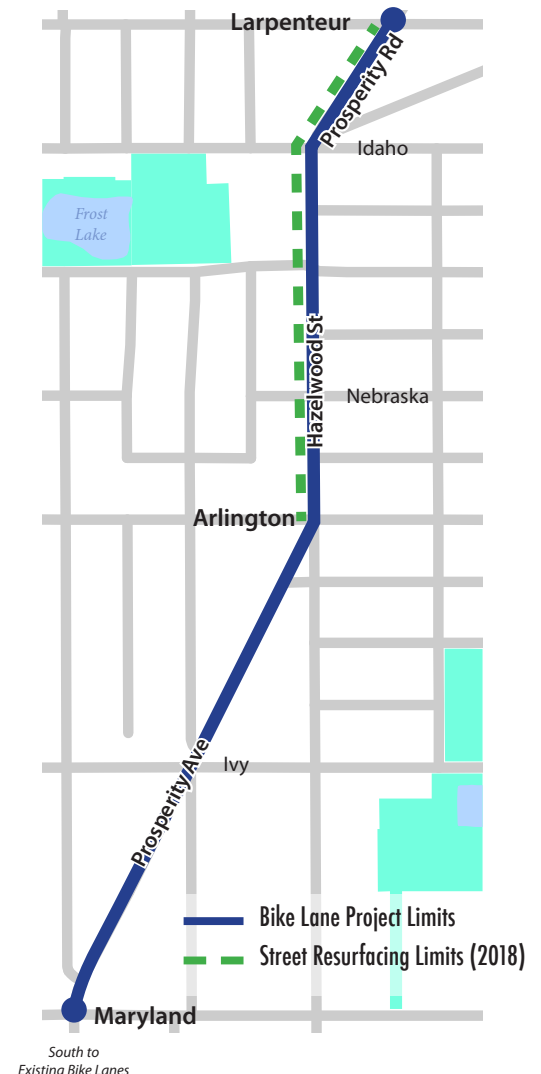 Larpenteur
Prosperity Rd
Idaho
Frost
Lake
Hazelwood St
Nebraska
Arlington
Prosperity Ave
Ivy
Bike Lane Project Limits
Street Resurfacing Limits (2018)
Maryland
South to
Existing Bike Lanes